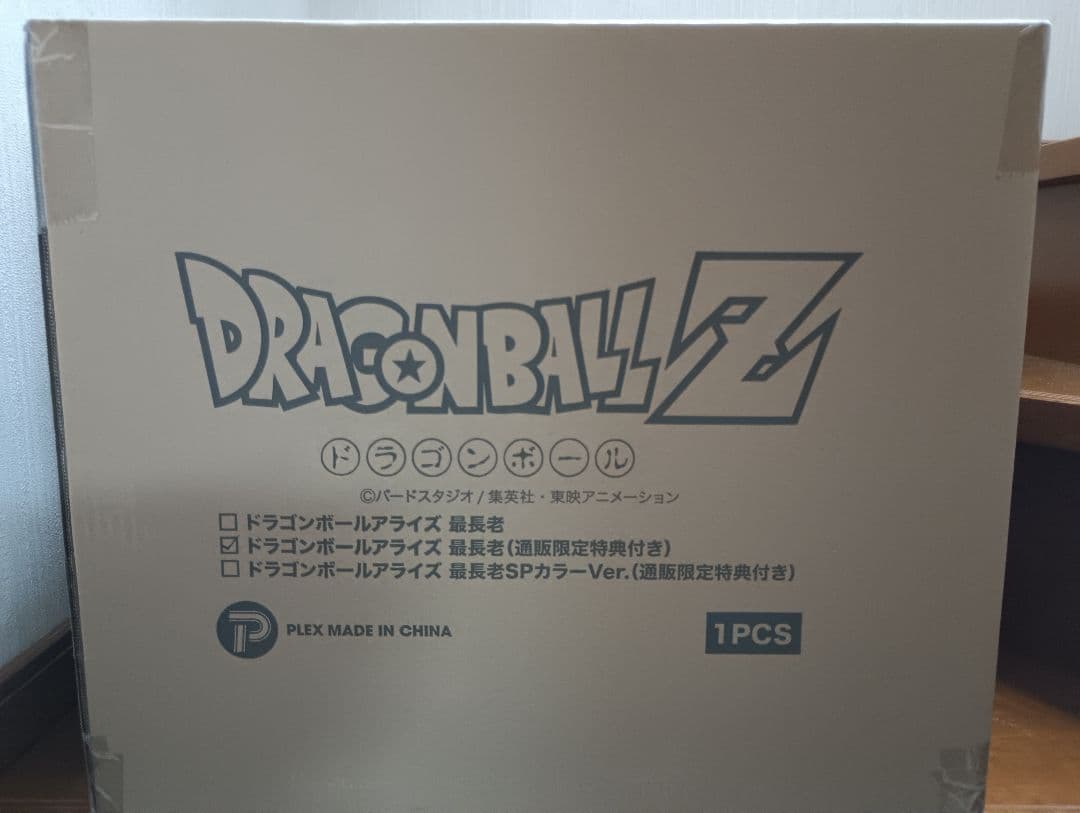 DRAGONBALL Z
ドラゴンボール
©バードスタジオ / 集英社・東映アニメーション
☐ ドラゴンボールアライズ 最長老
☑ ドラゴンボールアライズ 最長老(通販限定特典付き)
☐ ドラゴンボールアライズ 最長老SPカラーVer.(通販限定特典付き)
P PLEX MADE IN CHINA
1PCS